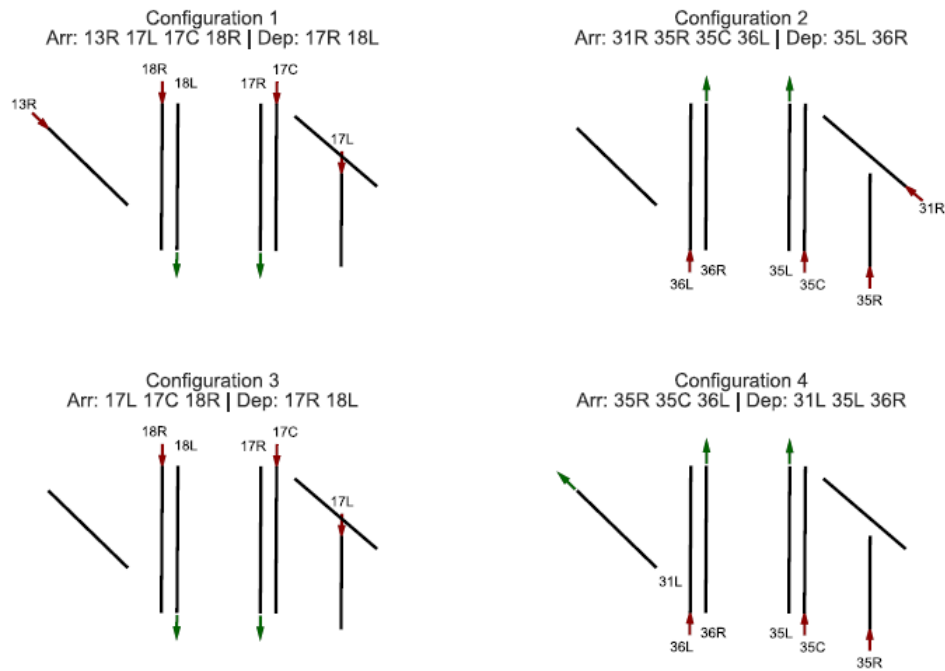 Configuration 1
Arr: 13R 17L 17C 18R | Dep: 17R 18L
18R
18L
17R
17C
13R
17L
Configuration 2
Arr: 31R 35R 35C 36L | Dep: 35L 36R
31R
36L
36R
35L
35C
35R
Configuration 3
Arr: 17L 17C 18R | Dep: 17R 18L
18R
18L
17R
17C
17L
Configuration 4
Arr: 35R 35C 36L | Dep: 31L 35L 36R
31L
36L
36R
35L
35C
35R